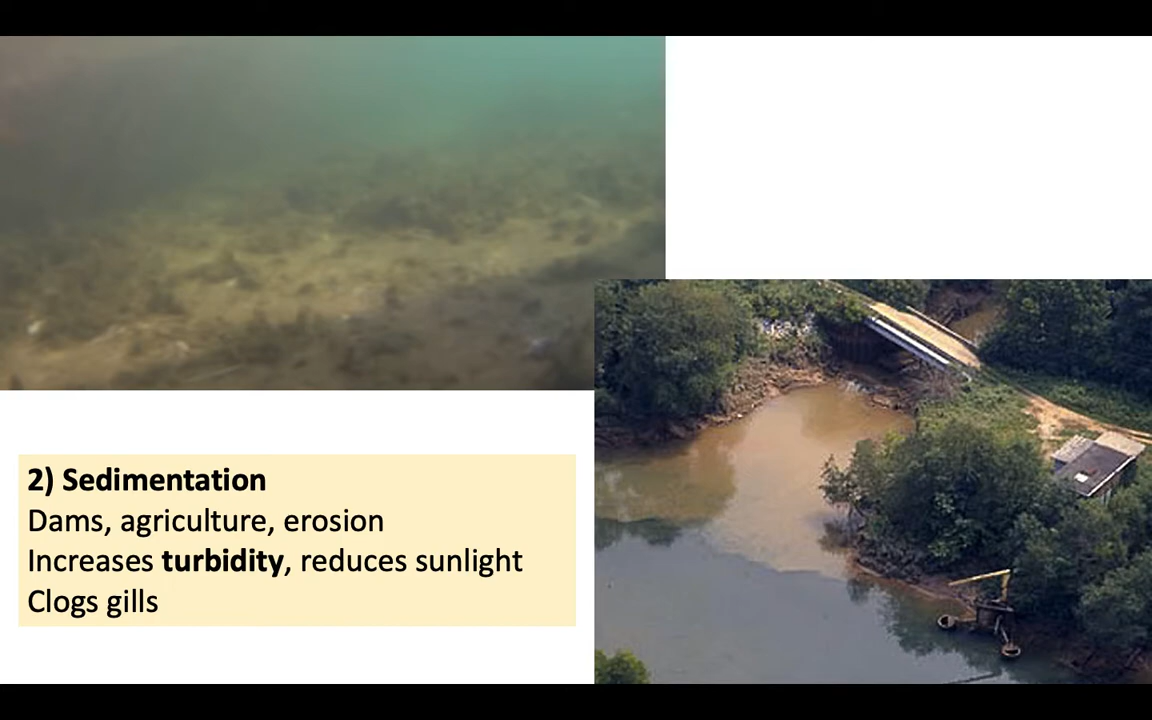 2) Sedimentation
Dams, agriculture, erosion
Increases turbidity, reduces sunlight
Clogs gills